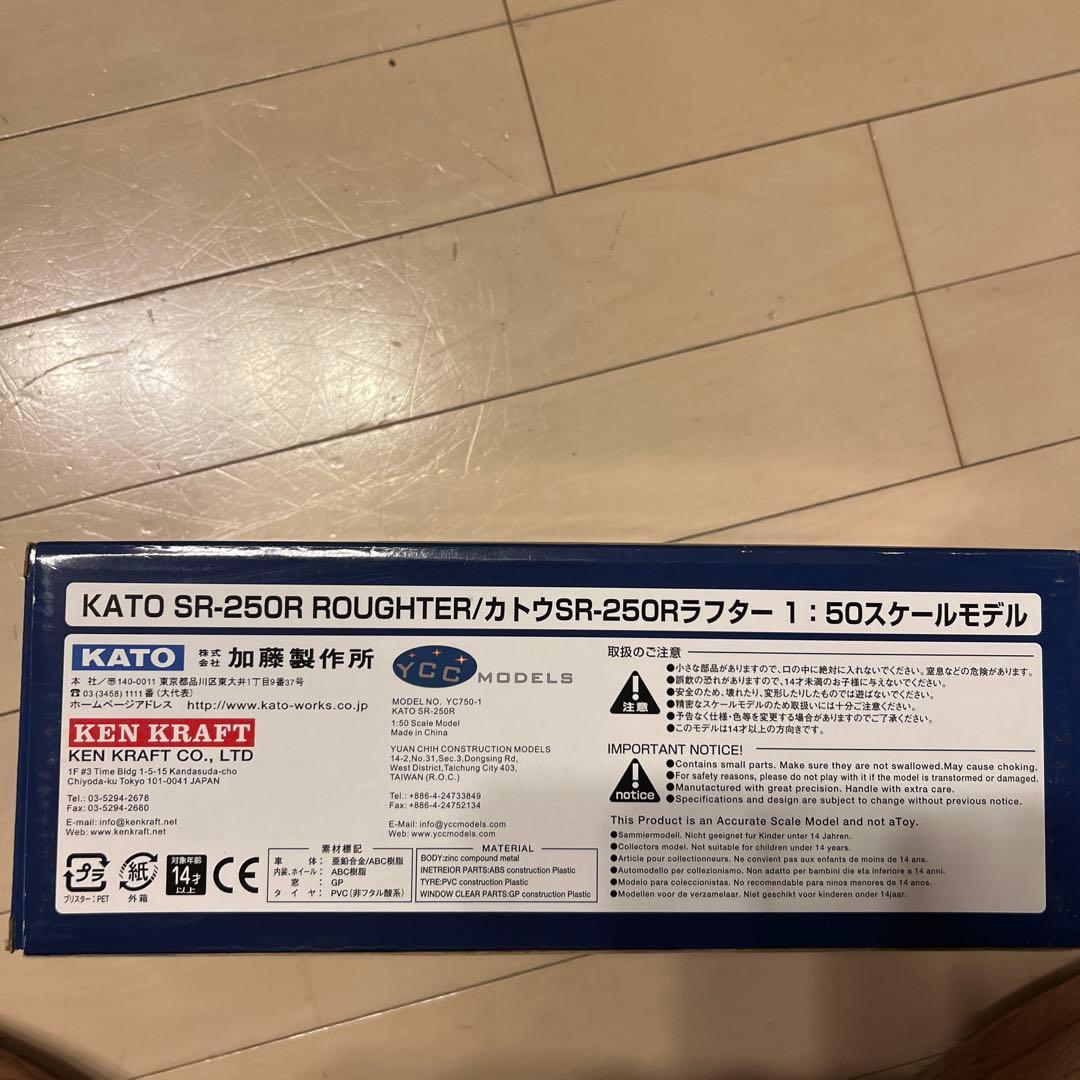 KATO SR-250R ROUGHTER/カトウSR-250Rラフター 1:50スケールモデル
KATO 株式会社 加藤製作所
本 社/〠140-0011 東京都品川区東大井1丁目9番37号
☎ 03 (3458) 1111 番 (大代表)
ホームページアドレス http://www.kato-works.co.jp
KEN KRAFT
KEN KRAFT CO., LTD
1F #3 Time Bldg 1-5-15 Kandasuda-cho
Chiyoda-ku Tokyo 101-0041 JAPAN
Tel.: 03-5294-2678
Fax: 03-5294-2680
E-mail: info@kenkraft.net
Web: www.kenkraft.net
YCC MODELS
MODEL NO. YC750-1
KATO SR-250R
1:50 Scale Model
Made in China
YUAN CHIH CONSTRUCTION MODELS
14-2,No.31,Sec.3,Dongsing Rd,
West District,Taichung City 403,
TAIWAN (R.O.C.)
Tel.: +886-4-24733849
Fax: +886-4-24752134
E-Mail: info@yccmodels.com
Web: www.yccmodels.com
プラ
ブリスター:PET
紙
外箱
対象年齢
14才
以上
CE
素材標記
車 体: 亜鉛合金/ABC樹脂
内装、ホイール: ABC樹脂
窓: GP
タ イ ヤ: PVC (非フタル酸系)
MATERIAL
BODY:zinc compound metal
INETREIOR PARTS:ABS construction Plastic
TYRE:PVC construction Plastic
WINDOW CLEAR PARTS:GP construction Plastic
取扱のご注意
注意
●小さな部品がありますので、口の中に絶対に入れないでください。窒息などの危険があります。
●誤飲の恐れがありますので、14才未満のお子様に与えないでください。
●安全のため、壊れたり、変形したりしたものでは遊ばないでください。
●精密なスケールモデルのため取扱いには十分ご注意ください。
●予告なく仕様・色等を変更する場合がありますのでご了承ください。
●このモデルは14才以上の方向きです。
IMPORTANT NOTICE!
notice
●Contains small parts. Make sure they are not swallowed.May cause choking.
●For safety reasons, please do not play with it if the model is transtormed or damaged.
●Manutactured with great precision. Handle with extra care.
●Specifications and design are subject to change without previous notice.
This Product is an Accurate Scale Model and not aToy.
●Sammiermodell. Nicht geeignet fur Kinder unter 14 Jahren.
●Collectors model. Not suitable for children under 14 years.
●Article pour collectionneurs. Ne convient pas aux enfants de moins de 14 ans.
●Automodello per collezionismo. Non adatto per bambini die eta inferiore a 14 anni.
●Modelo para coleccionistas. No recomendable para ninos menores de 14 anos.
●Modellen voor de verzamelaar. Niet geschikt voor kinderen onder 14jaar.